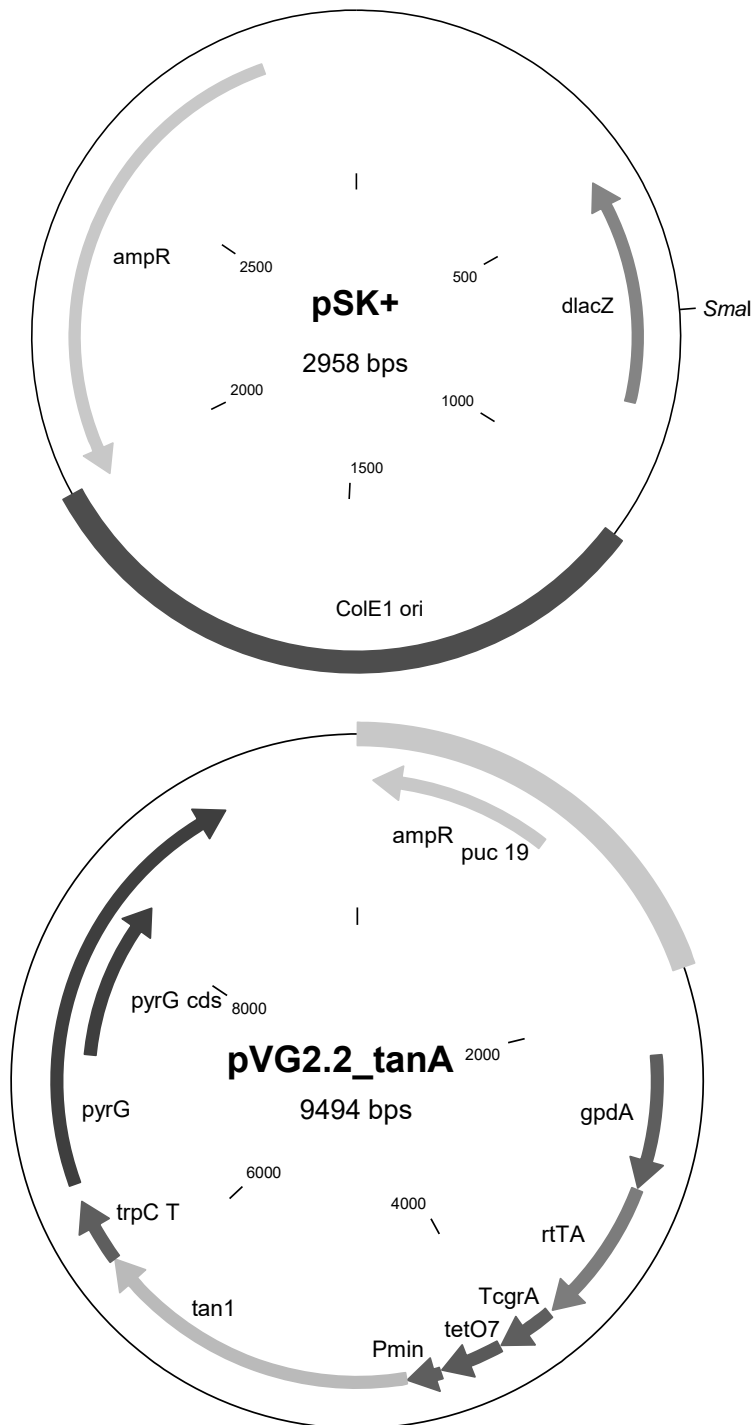 ampR
2500
500
pSK+
dlacZ
SmaI
2958 bps
2000
1000
1500
ColE1 ori
ampR
puc 19
pyrG cds
8000
pVG2.2_tanA
2000
9494 bps
pyrG
gpdA
6000
trpC T
4000
rtTA
TcgrA
tan1
tetO7
Pmin